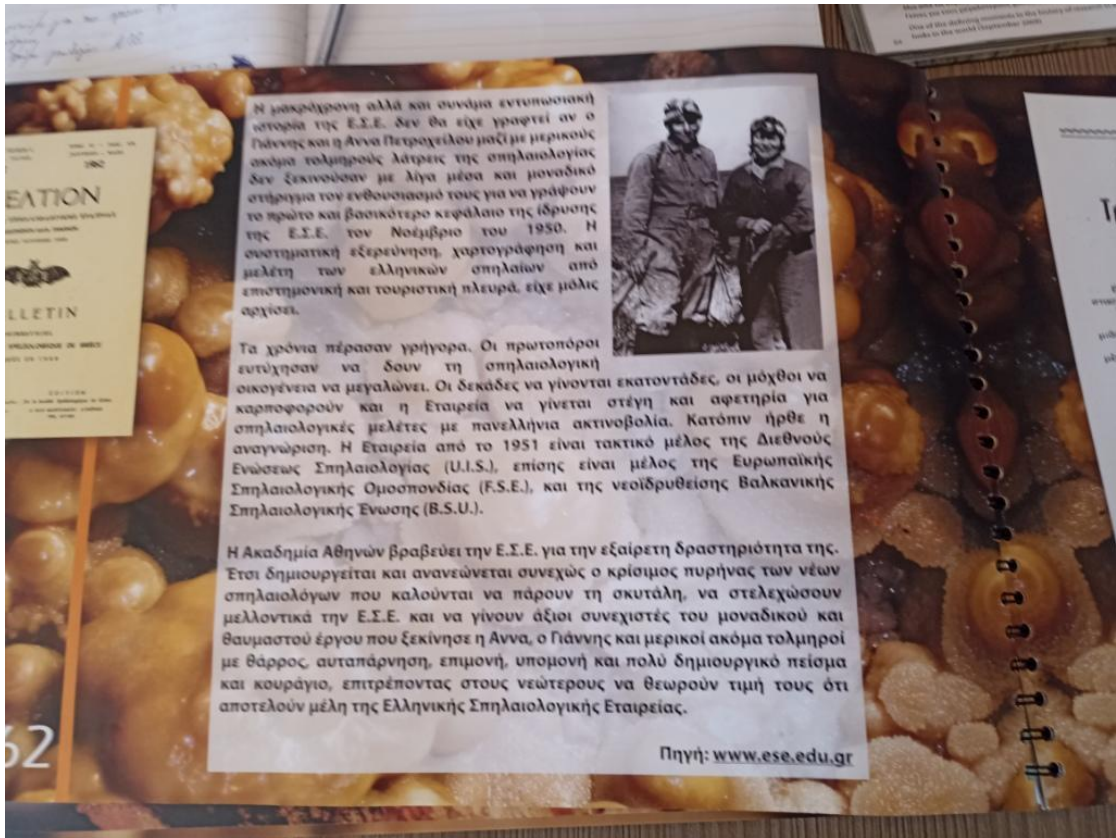 1962
ΕΛΤΙΟΝ
LLETIN
62
Η μακρόχρονη αλλά και συνάμα εντυπωσιακή
ιστορία της Ε.Σ.Ε. δεν θα είχε γραφτεί αν ο
Γιάννης και η Άννα Πετροχείλου μαζί με μερικούς
ακόμα τολμηρούς λάτρεις της σπηλαιολογίας
δεν ξεκινούσαν με λίγα μέσα και μοναδικό
στήριγμα τον ενθουσιασμό τους για να γράψουν
το πρώτο και βασικότερο κεφάλαιο της ίδρυσης
της Ε.Σ.Ε. τον Νοέμβριο του 1950. Η
συστηματική εξερεύνηση, χαρτογράφηση και
μελέτη των ελληνικών σπηλαίων από
επιστημονική και τουριστική πλευρά, είχε μόλις
αρχίσει.
Τα χρόνια πέρασαν γρήγορα. Οι πρωτοπόροι
ευτύχησαν να δουν τη σπηλαιολογική
οικογένεια να μεγαλώνει. Οι δεκάδες να γίνονται εκατοντάδες, οι μόχθοι να
καρποφορούν και η Εταιρεία να γίνεται στέγη και αφετηρία για
σπηλαιολογικές μελέτες με πανελλήνια ακτινοβολία. Κατόπιν ήρθε η
αναγνώριση. Η Εταιρεία από το 1951 είναι τακτικό μέλος της Διεθνούς
Ενώσεως Σπηλαιολογίας (U.I.S.), επίσης είναι μέλος της Ευρωπαϊκής
Σπηλαιολογικής Ομοσπονδίας (F.S.E.), και της νεοϊδρυθείσης Βαλκανικής
Σπηλαιολογικής Ένωσης (B.S.U.).
Η Ακαδημία Αθηνών βραβεύει την Ε.Σ.Ε. για την εξαίρετη δραστηριότητα της.
Έτσι δημιουργείται και ανανεώνεται συνεχώς ο κρίσιμος πυρήνας των νέων
σπηλαιολόγων που καλούνται να πάρουν τη σκυτάλη, να στελεχώσουν
μελλοντικά την Ε.Σ.Ε. και να γίνουν άξιοι συνεχιστές του μοναδικού και
θαυμαστού έργου που ξεκίνησε η Άννα, ο Γιάννης και μερικοί ακόμα τολμηροί
με θάρρος, αυταπάρνηση, επιμονή, υπομονή και πολύ δημιουργικό πείσμα
και κουράγιο, επιτρέποντας στους νεώτερους να θεωρούν τιμή τους ότι
αποτελούν μέλη της Ελληνικής Σπηλαιολογικής Εταιρείας.
Πηγή: www.ese.edu.gr